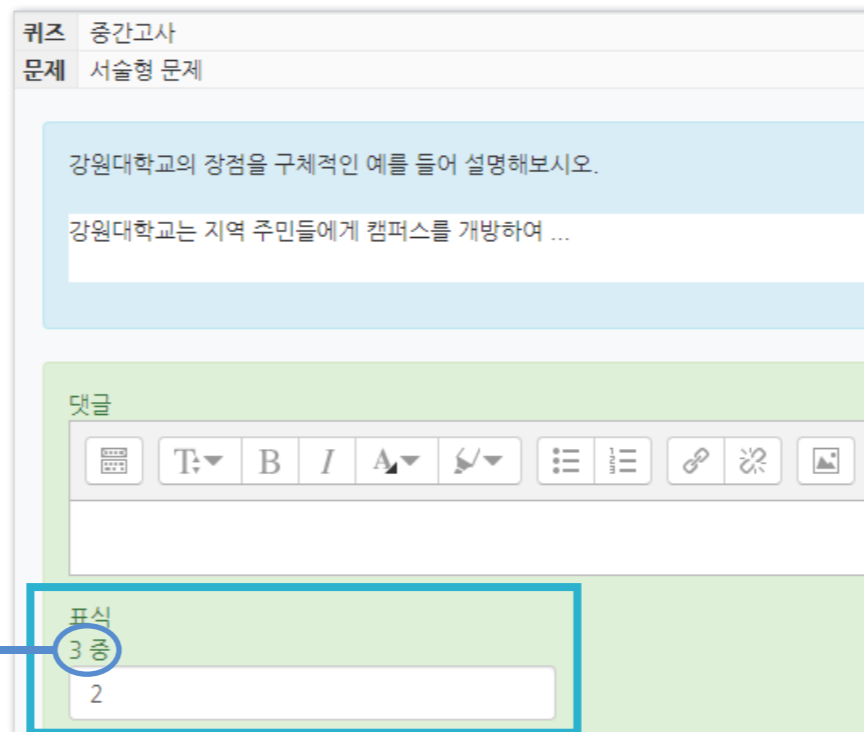 퀴즈 중간고사
문제 서술형 문제
강원대학교의 장점을 구체적인 예를 들어 설명해보시오.
강원대학교는 지역 주민들에게 캠퍼스를 개방하여 ...
댓글
표식
3 중
2